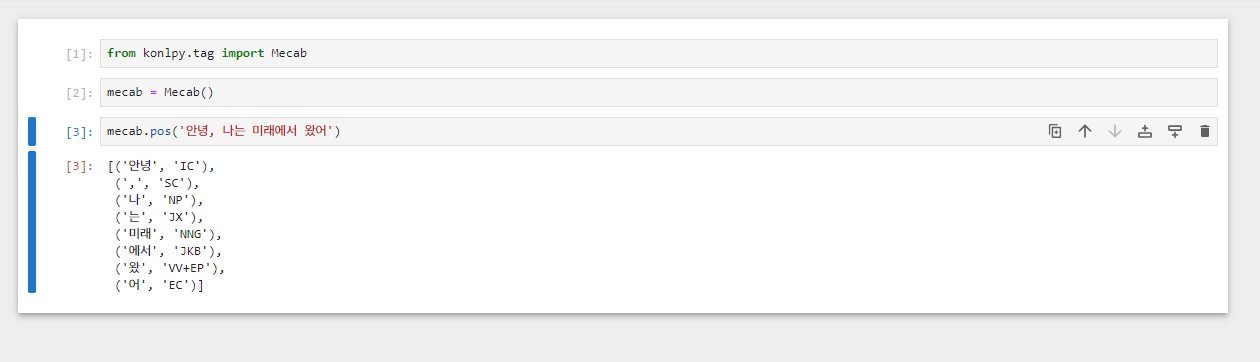 [1]: from konlpy.tag import Mecab
[2]: mecab = Mecab()
[3]: mecab.pos('안녕, 나는 미래에서 왔어')
[3]: [('안녕', 'IC'),
(',', 'SC'),
('나', 'NP'),
('는', 'JX'),
('미래', 'NNG'),
('에서', 'JKB'),
('왔', 'VV+EP'),
('어', 'EC')]